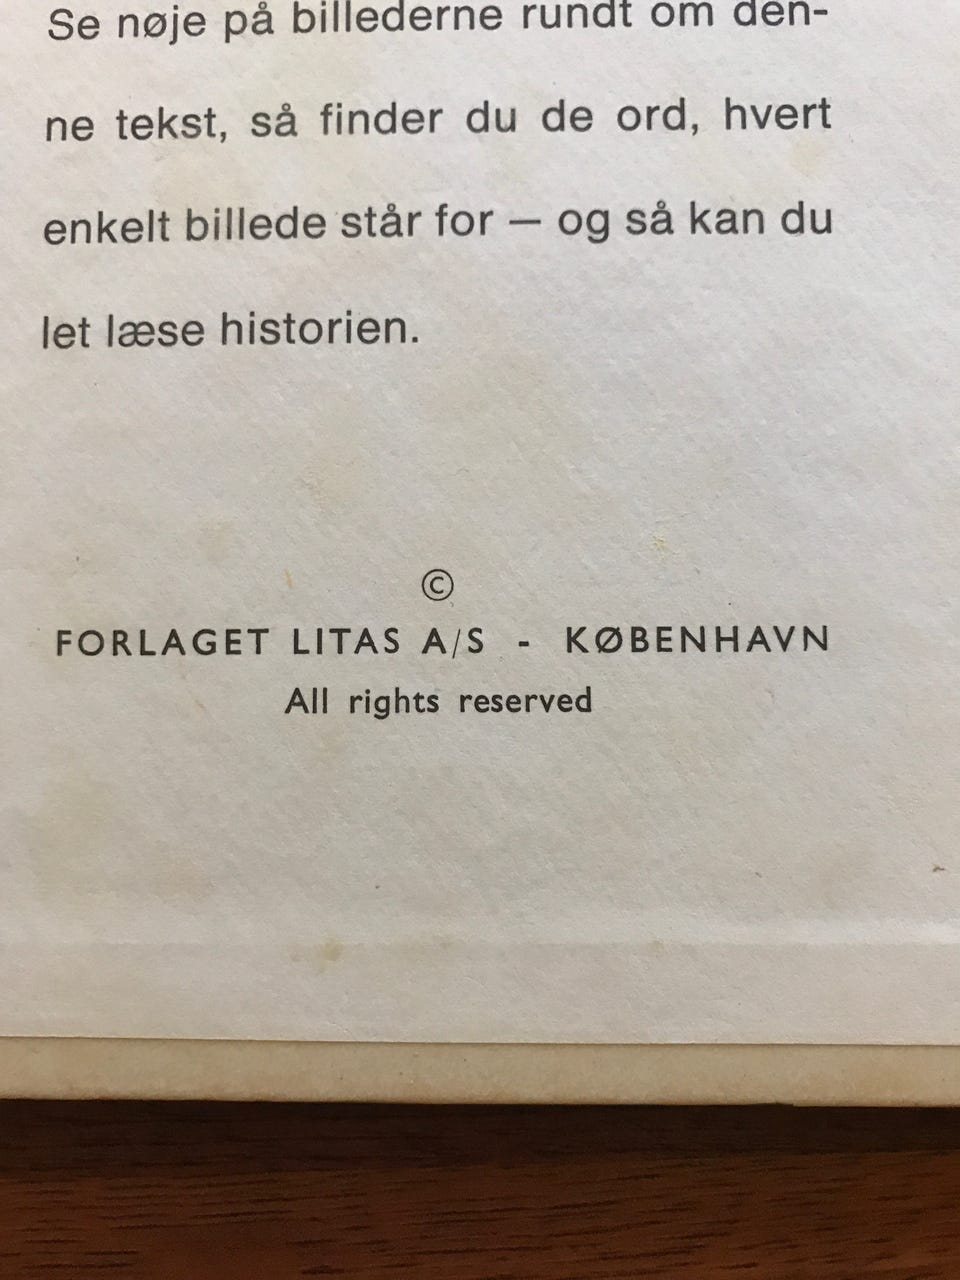 Se nøje på billederne rundt om den-
ne tekst, så finder du de ord, hvert
enkelt billede står for — og så kan du
let læse historien.
©
FORLAGET LITAS A/S - KØBENHAVN
All rights reserved